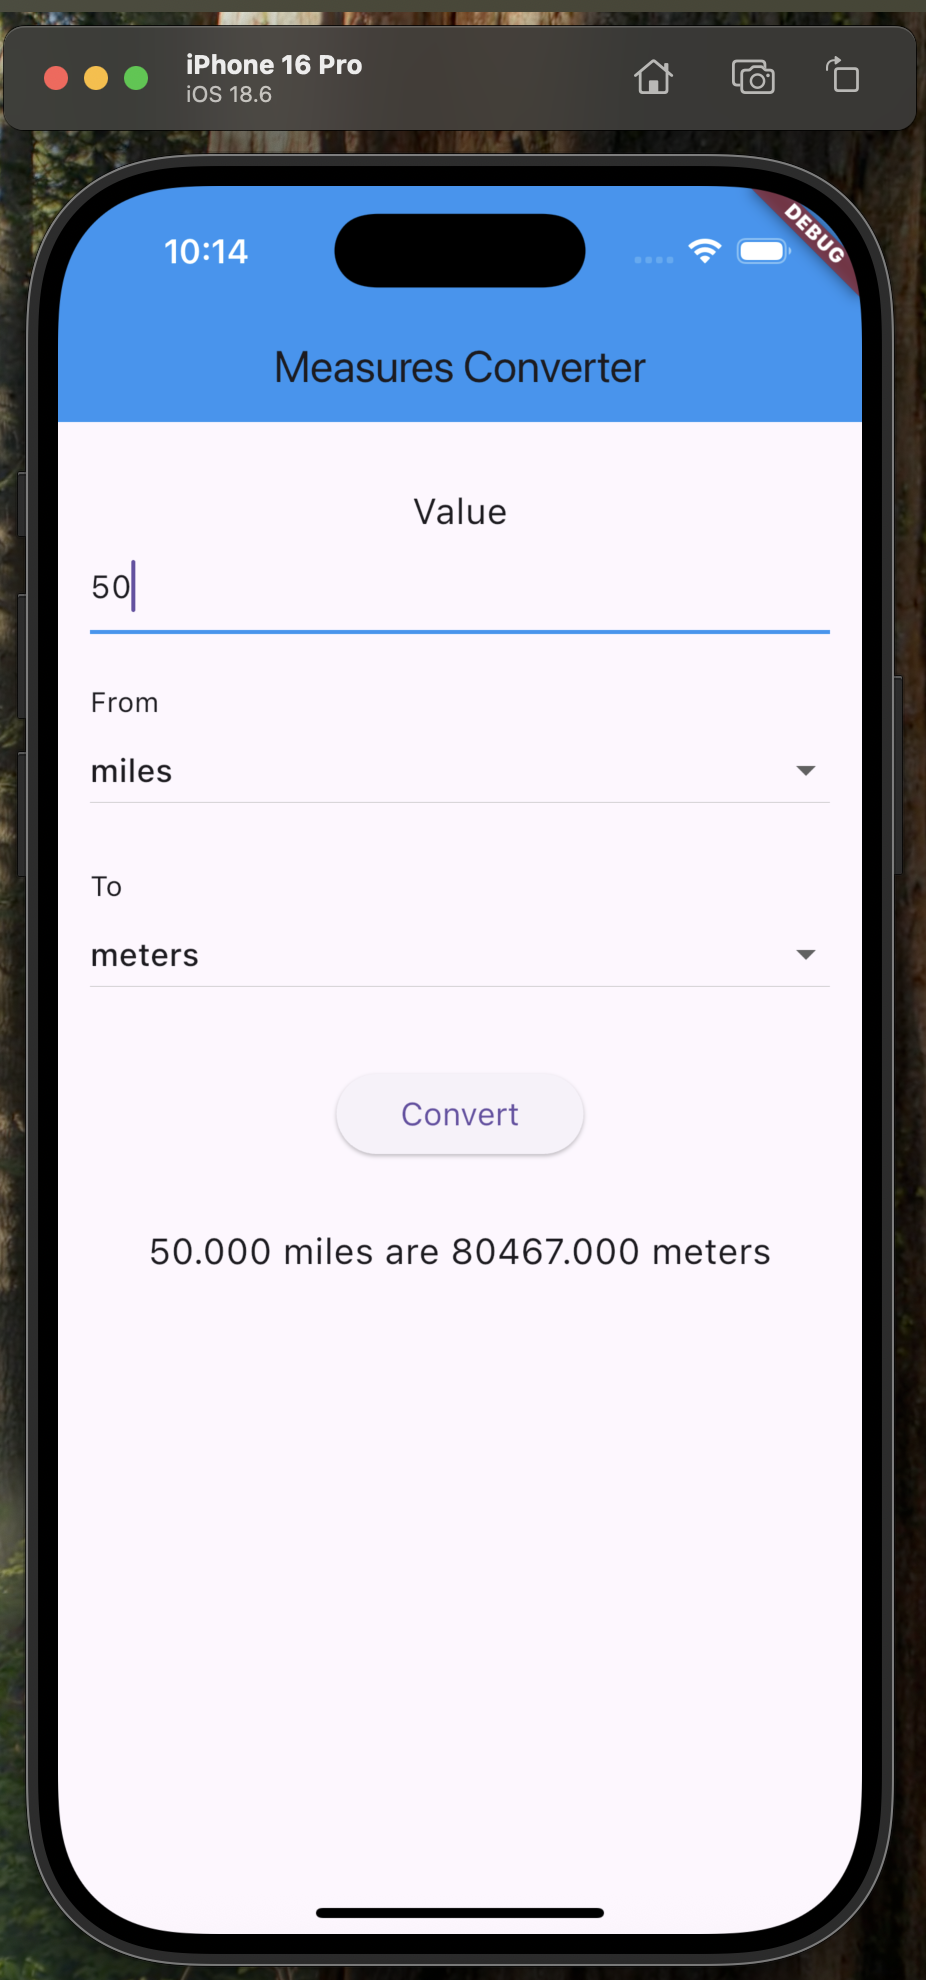 iPhone 16 Pro
iOS 18.6
10:14
DEBUG
Measures Converter
Value
50
From
miles
To
meters
Convert
50.000 miles are 80467.000 meters